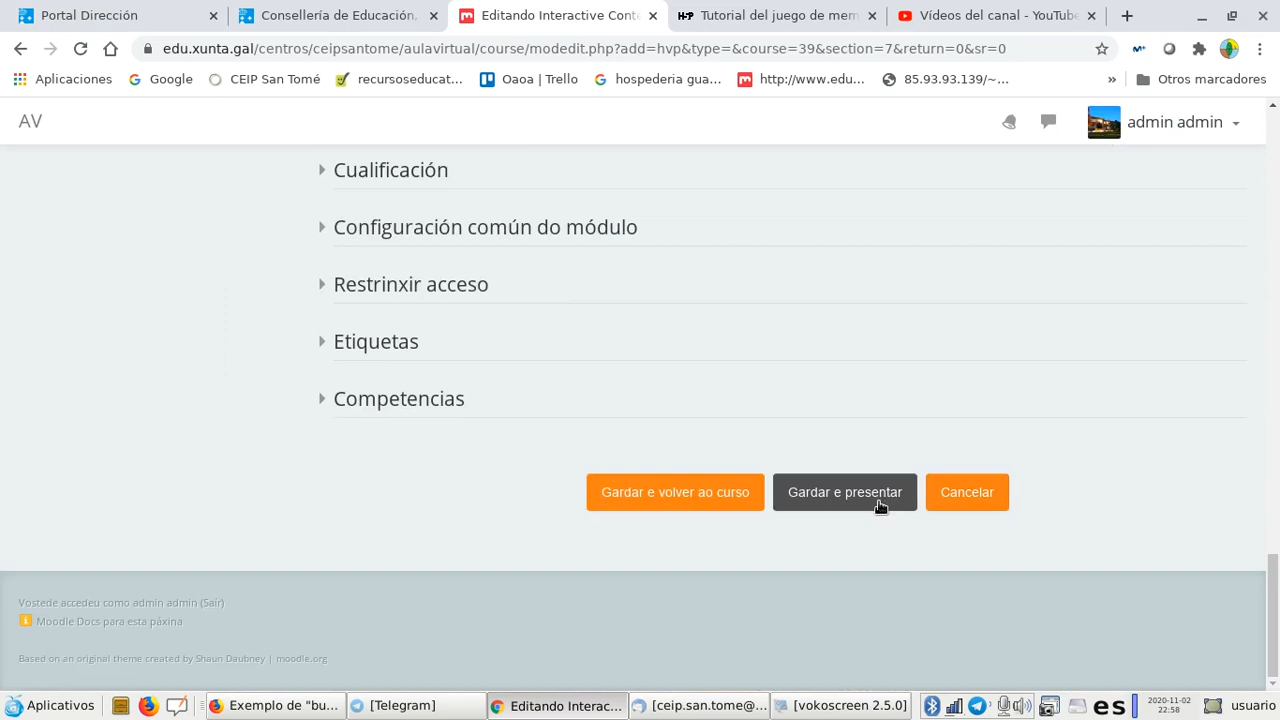 Portal Dirección
Consellería de Educación,
Editando Interactive Conte
Tutorial del juego de mem
Vídeos del canal - YouTube
edu.xunta.gal/centros/ceipsantome/aulavirtual/course/modedit.php?add=hvp&type=&course=39&section=7&return=0&sr=0
Aplicaciones
Google
CEIP San Tomé
recursoseducat...
Oaoa | Trello
hospederia gua...
http://www.edu...
85.93.93.139/~...
»
Otros marcadores
AV
admin admin
Cualificación
Configuración común do módulo
Restrinxir acceso
Etiquetas
Competencias
Gardar e volver ao curso
Gardar e presentar
Cancelar
Vostede accedeu como admin admin (Saír)
Moodle Docs para esta páxina
Based on an original theme created by Shaun Daubney | moodle.org
Aplicativos
Exemplo de "bu...
[Telegram]
Editando Interac...
[ceip.san.tome@...
[vokoscreen 2.5.0]
es
2020-11-02
22:58
usuario